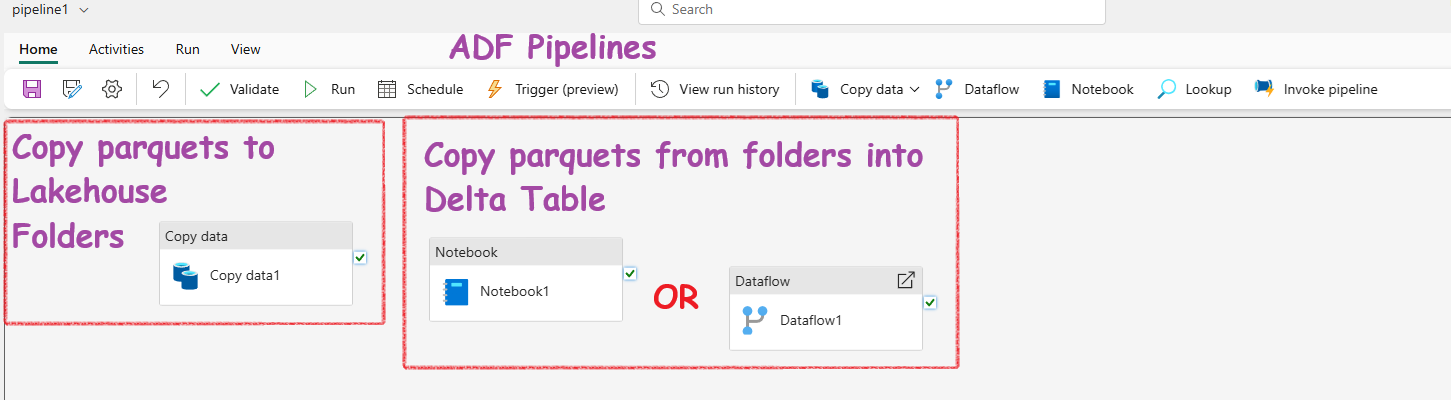 pipeline1
Search
Home Activities Run View
ADF Pipelines
Validate Run Schedule Trigger (preview) View run history Copy data Dataflow Notebook Lookup Invoke pipeline
Copy parquets to
Lakehouse
Folders
Copy data
Copy data1
Copy parquets from folders into
Delta Table
Notebook
Notebook1
OR
Dataflow
Dataflow1